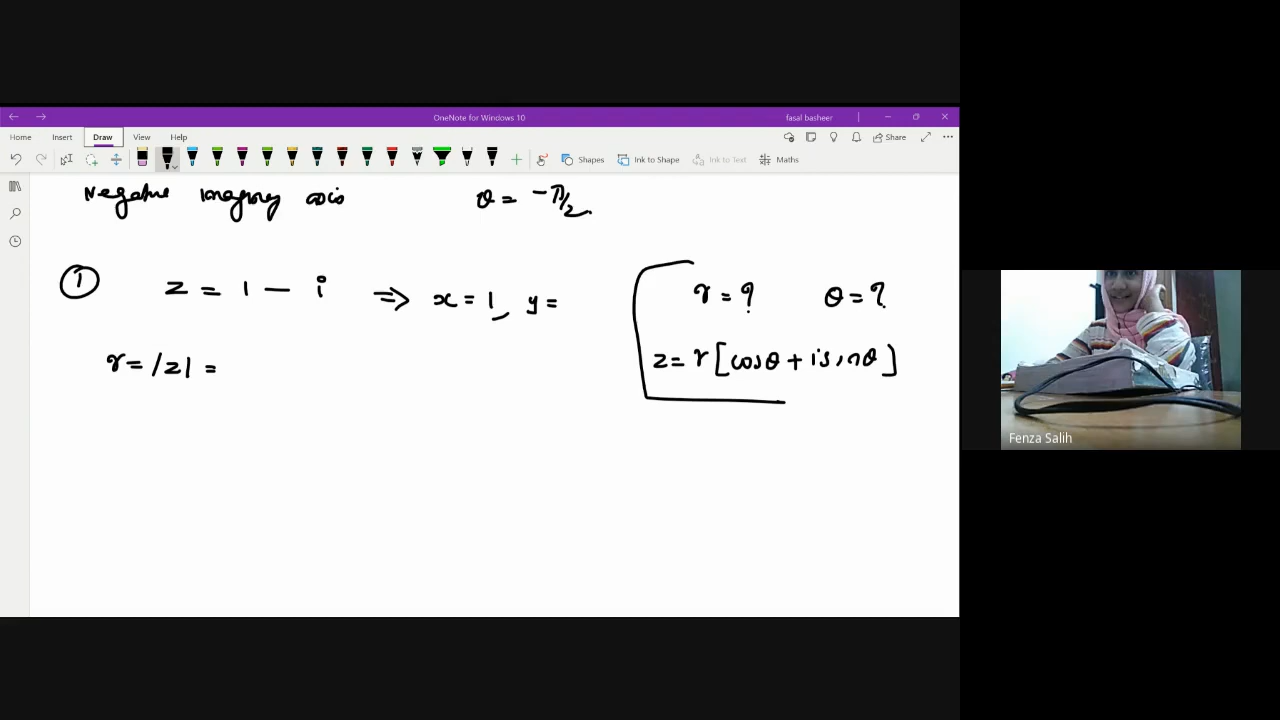 OneNote for Windows 10
fasal basheer
Home Insert Draw View Help
Share
Shapes Ink to Shape Ink to Text Maths
Negative imaginary axis θ = -π/2
① z = 1 - i ⇒ x = 1, y =
r = ? θ = ?
r = |z| =
z = r [cosθ + i sinθ]
Fenza Salih